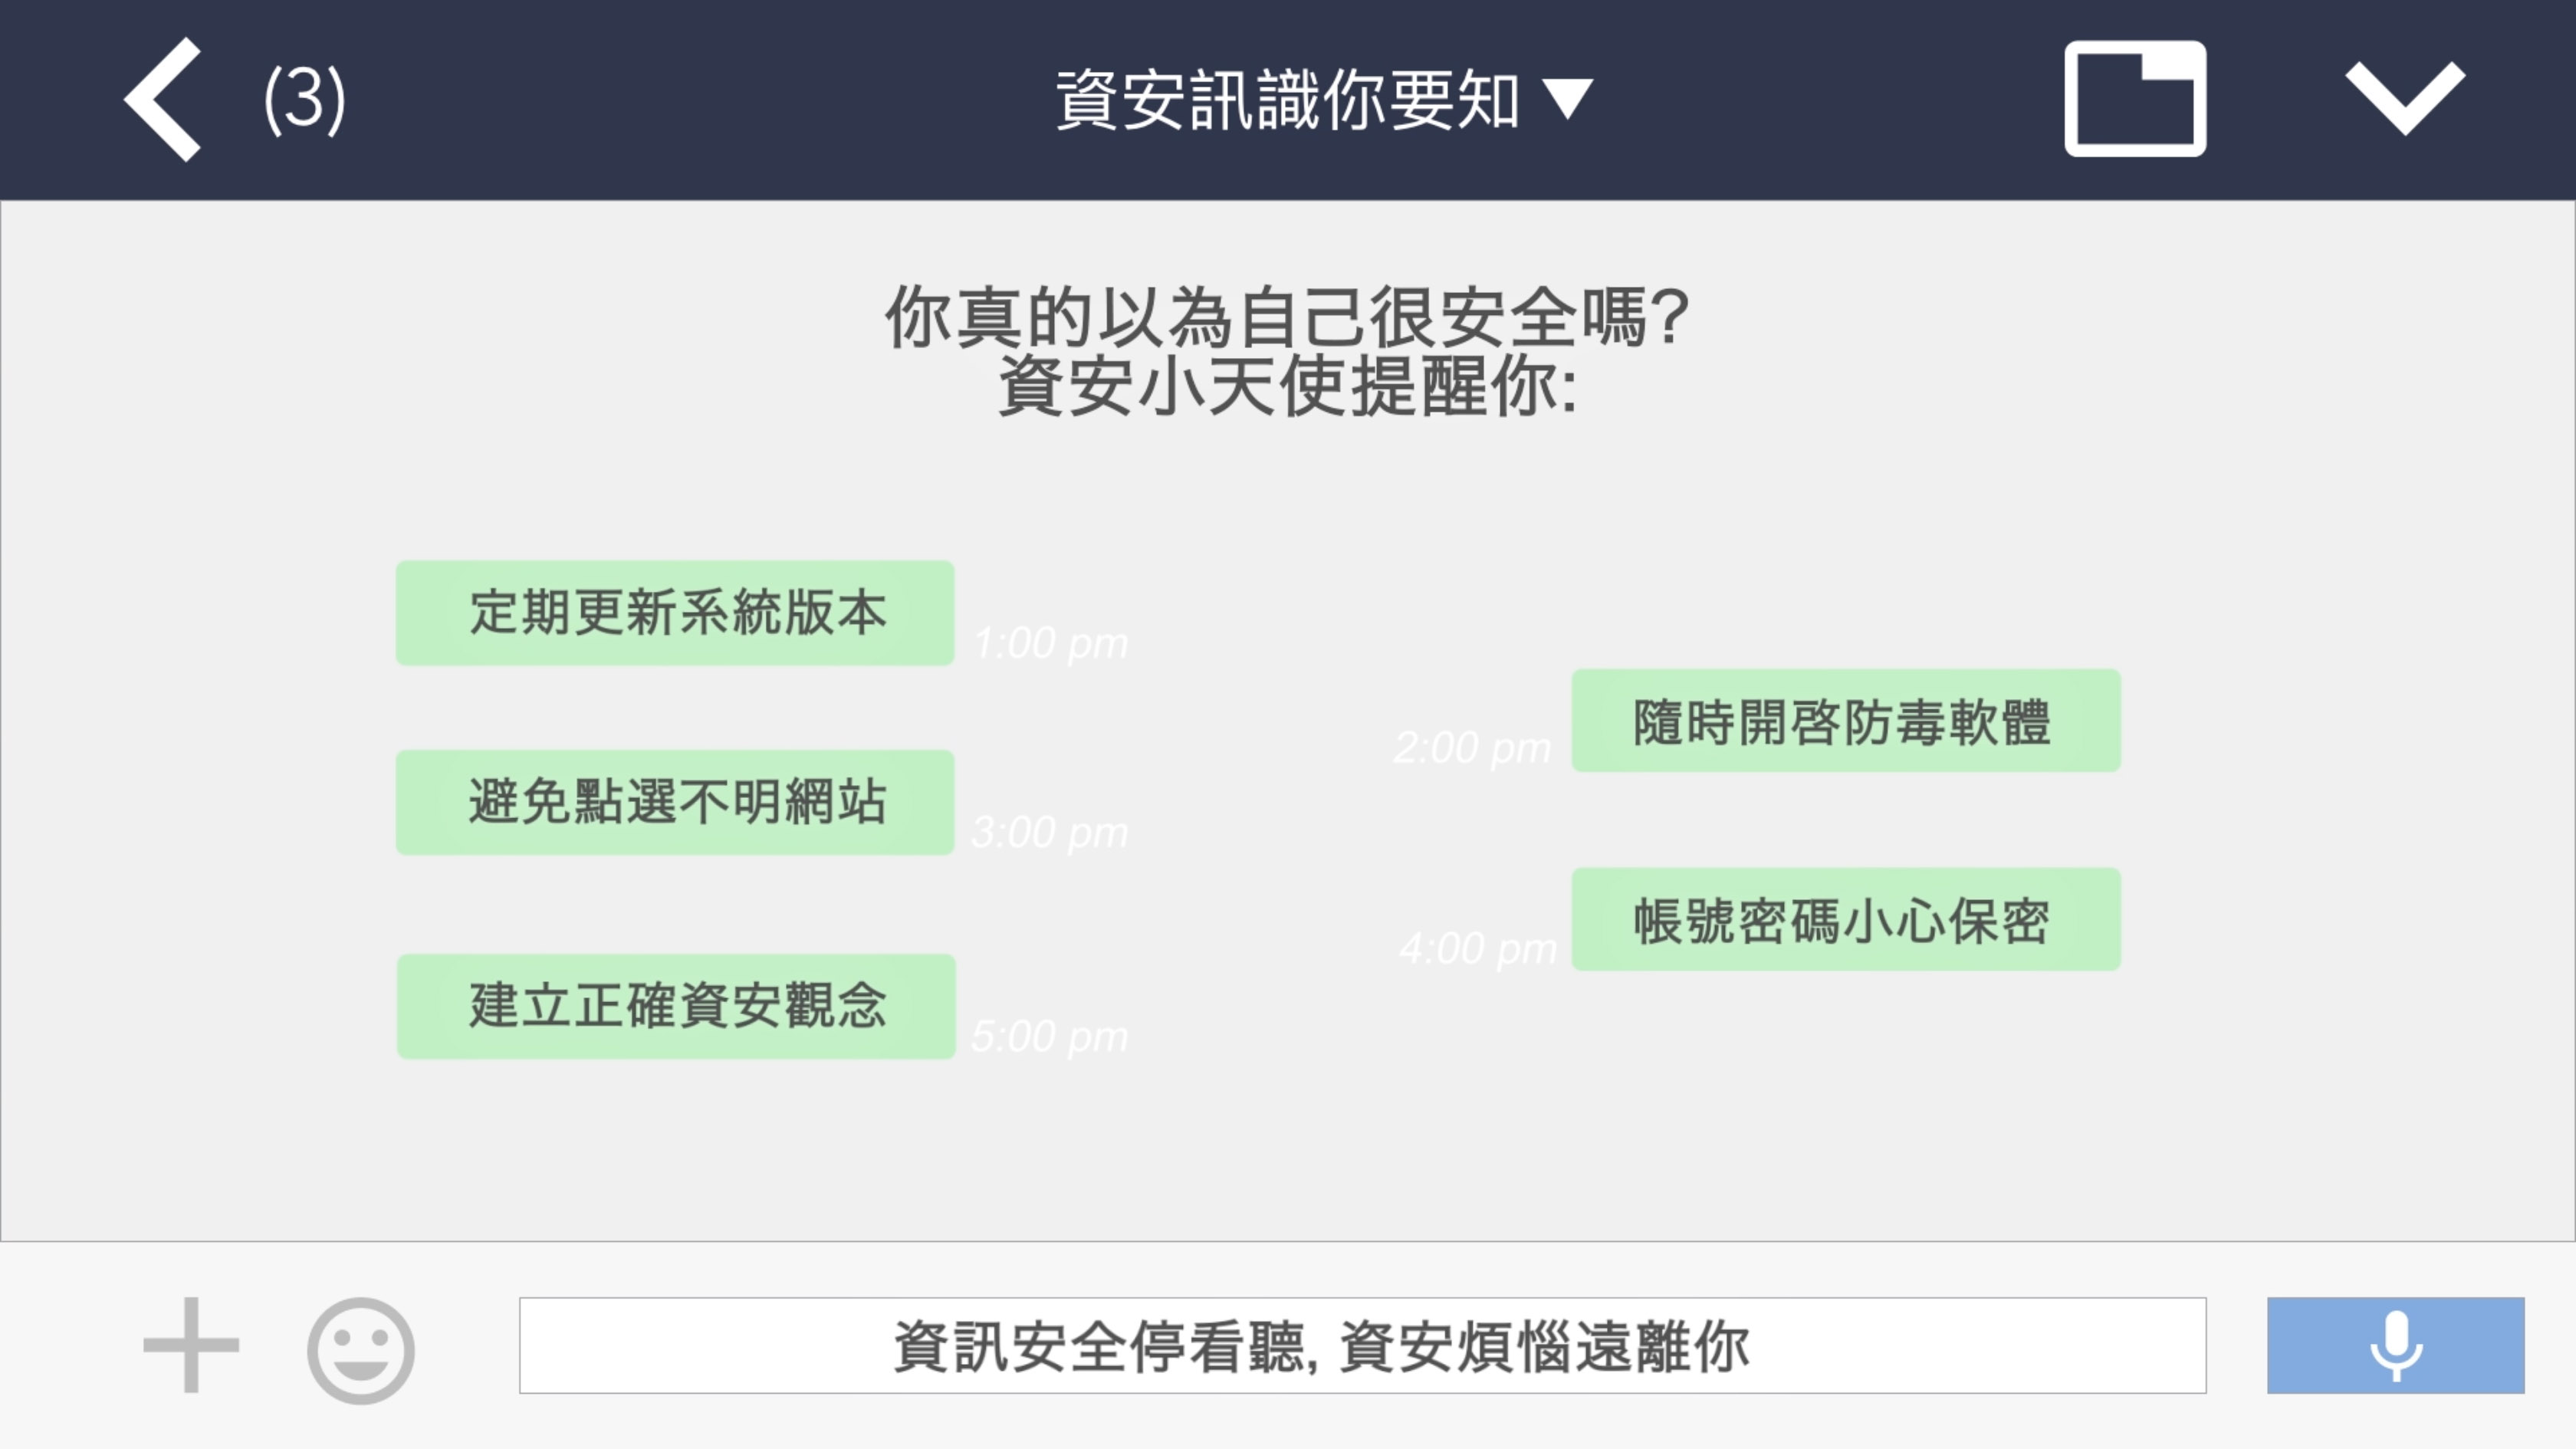 (3)
資安訊識你要知
你真的以為自己很安全嗎?
資安小天使提醒你:
定期更新系統版本
1:00 pm
隨時開啓防毒軟體
2:00 pm
避免點選不明網站
3:00 pm
帳號密碼小心保密
4:00 pm
建立正確資安觀念
5:00 pm
資訊安全停看聽, 資安煩惱遠離你